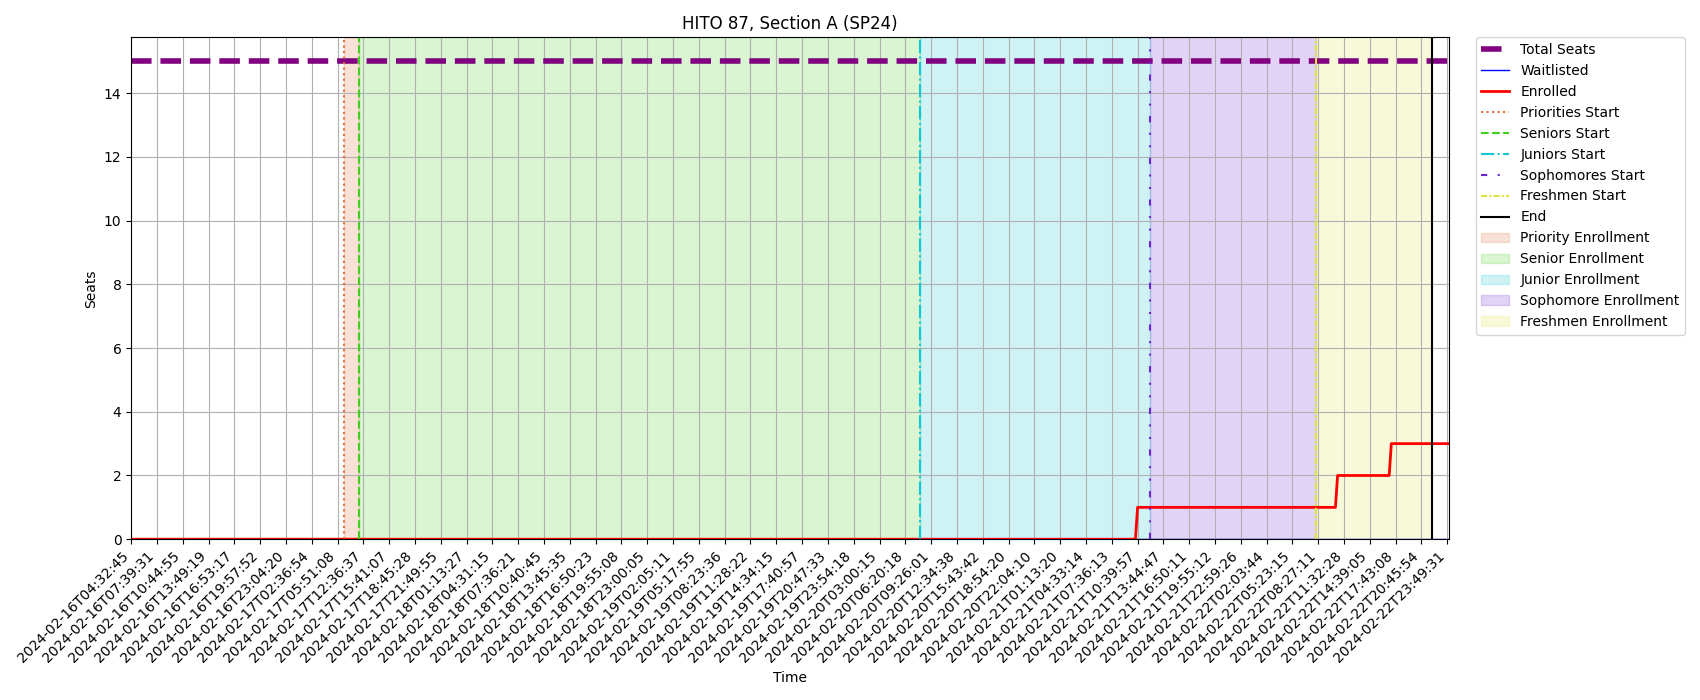 HITO 87, Section A (SP24)
Seats
14
12
10
8
6
4
2
0
2024-02-16T04:32:45
2024-02-16T07:39:31
2024-02-16T10:44:55
2024-02-16T13:49:19
2024-02-16T16:53:17
2024-02-16T19:57:52
2024-02-16T23:04:20
2024-02-17T02:36:54
2024-02-17T05:51:08
2024-02-17T12:36:37
2024-02-17T15:41:07
2024-02-17T18:45:28
2024-02-17T21:49:55
2024-02-18T01:13:27
2024-02-18T04:31:15
2024-02-18T07:36:21
2024-02-18T10:40:45
2024-02-18T13:45:35
2024-02-18T16:50:23
2024-02-18T19:55:08
2024-02-18T23:00:05
2024-02-19T02:05:11
2024-02-19T05:17:55
2024-02-19T08:23:36
2024-02-19T11:28:22
2024-02-19T14:34:15
2024-02-19T17:40:57
2024-02-19T20:47:33
2024-02-19T23:54:18
2024-02-20T03:00:15
2024-02-20T06:20:18
2024-02-20T09:26:01
2024-02-20T12:34:38
2024-02-20T15:43:42
2024-02-20T18:54:20
2024-02-20T22:04:10
2024-02-21T01:13:20
2024-02-21T04:33:14
2024-02-21T07:36:13
2024-02-21T10:39:57
2024-02-21T13:44:47
2024-02-21T16:50:11
2024-02-21T19:55:12
2024-02-21T22:59:26
2024-02-22T02:03:44
2024-02-22T05:23:15
2024-02-22T08:27:11
2024-02-22T11:32:28
2024-02-22T14:39:05
2024-02-22T17:43:08
2024-02-22T20:45:54
2024-02-22T23:49:31
Time
Total Seats
Waitlisted
Enrolled
Priorities Start
Seniors Start
Juniors Start
Sophomores Start
Freshmen Start
End
Priority Enrollment
Senior Enrollment
Junior Enrollment
Sophomore Enrollment
Freshmen Enrollment